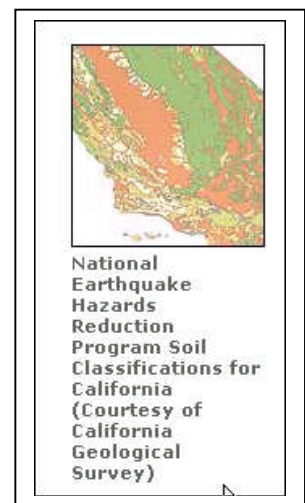 National
Earthquake
Hazards
Reduction
Program Soil
Classifications for
California
(Courtesy of
California
Geological
Survey)